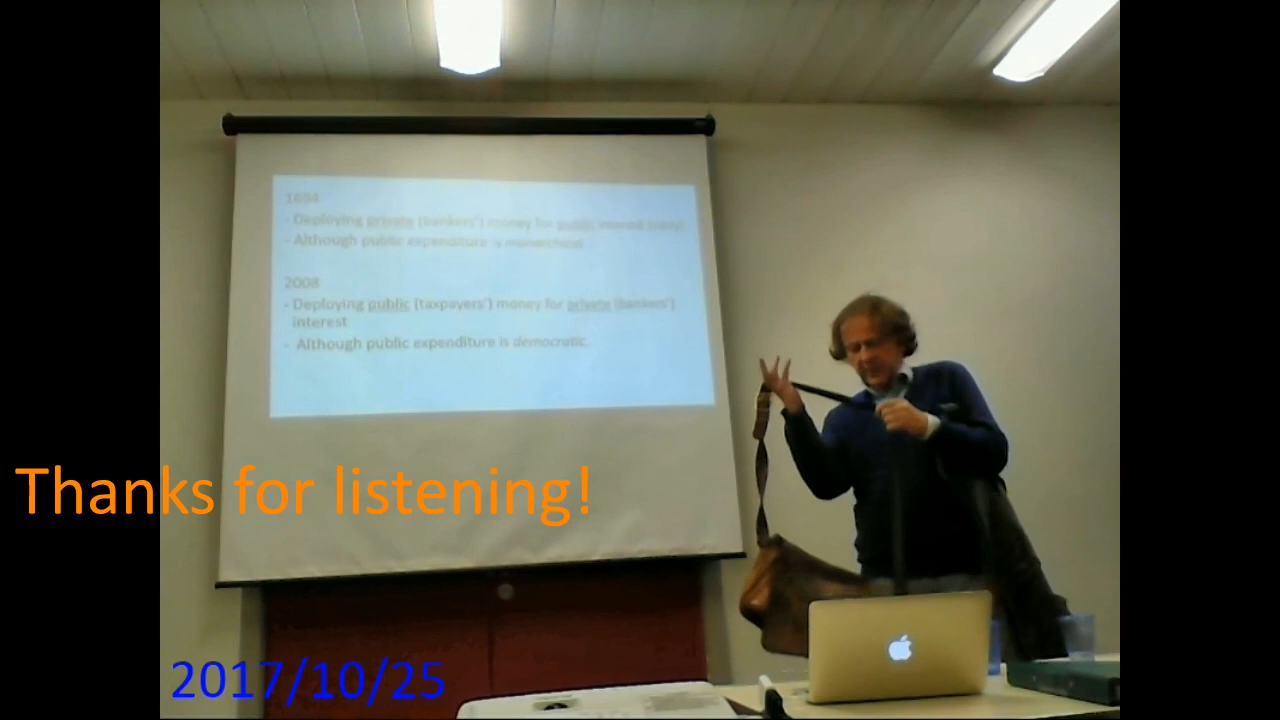 1694
- Deploying private (bankers') money for public interest
- Although public expenditure is monarchical.
2008
- Deploying public (taxpayers') money for private (bankers')
interest
- Although public expenditure is democratic.
Thanks for listening!
2017/10/25